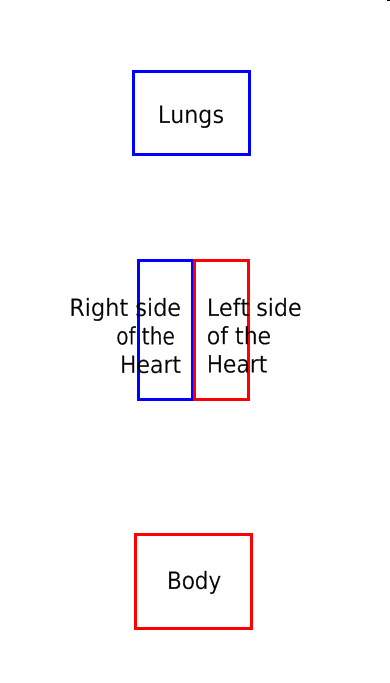 Lungs
Right side
of the
Heart
Left side
of the
Heart
Body